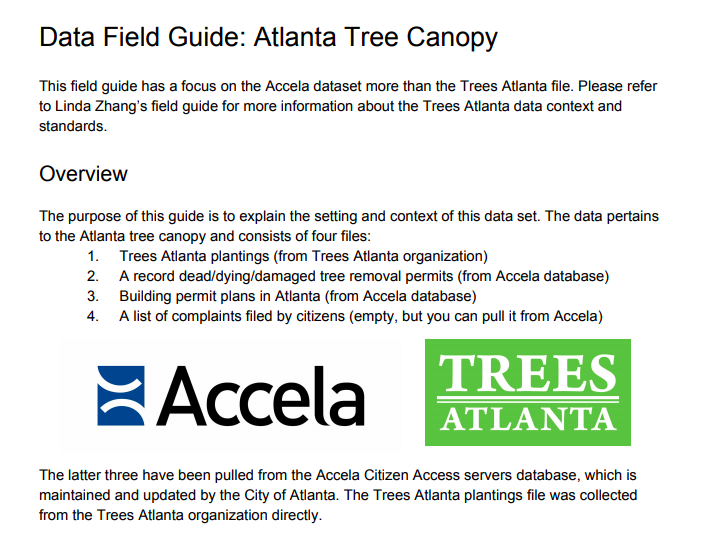 Data Field Guide: Atlanta Tree Canopy
This field guide has a focus on the Accela dataset more than the Trees Atlanta file. Please refer
to Linda Zhang's field guide for more information about the Trees Atlanta data context and
standards.
Overview
The purpose of this guide is to explain the setting and context of this data set. The data pertains
to the Atlanta tree canopy and consists of four files:
1. Trees Atlanta plantings (from Trees Atlanta organization)
2. A record dead/dying/damaged tree removal permits (from Accela database)
3. Building permit plans in Atlanta (from Accela database)
4. A list of complaints filed by citizens (empty, but you can pull it from Accela)
Accela
TREES
ATLANTA
The latter three have been pulled from the Accela Citizen Access servers database, which is
maintained and updated by the City of Atlanta. The Trees Atlanta plantings file was collected
from the Trees Atlanta organization directly.